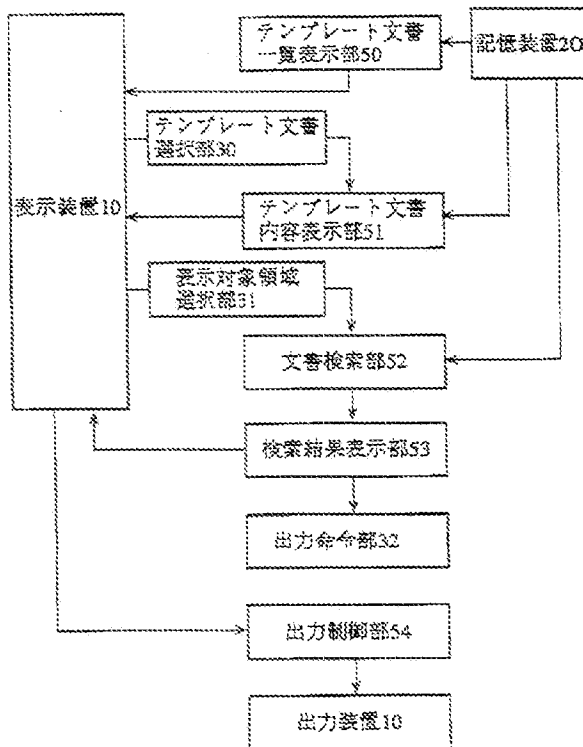 テンプレート文書
一覧表示部50
記憶装置20
テンプレート文書
選択部30
表示装置10
テンプレート文書
内容表示部51
表示対象領域
選択部31
文書検索部52
検索結果表示部53
出力命令部32
出力制御部54
出力装置10